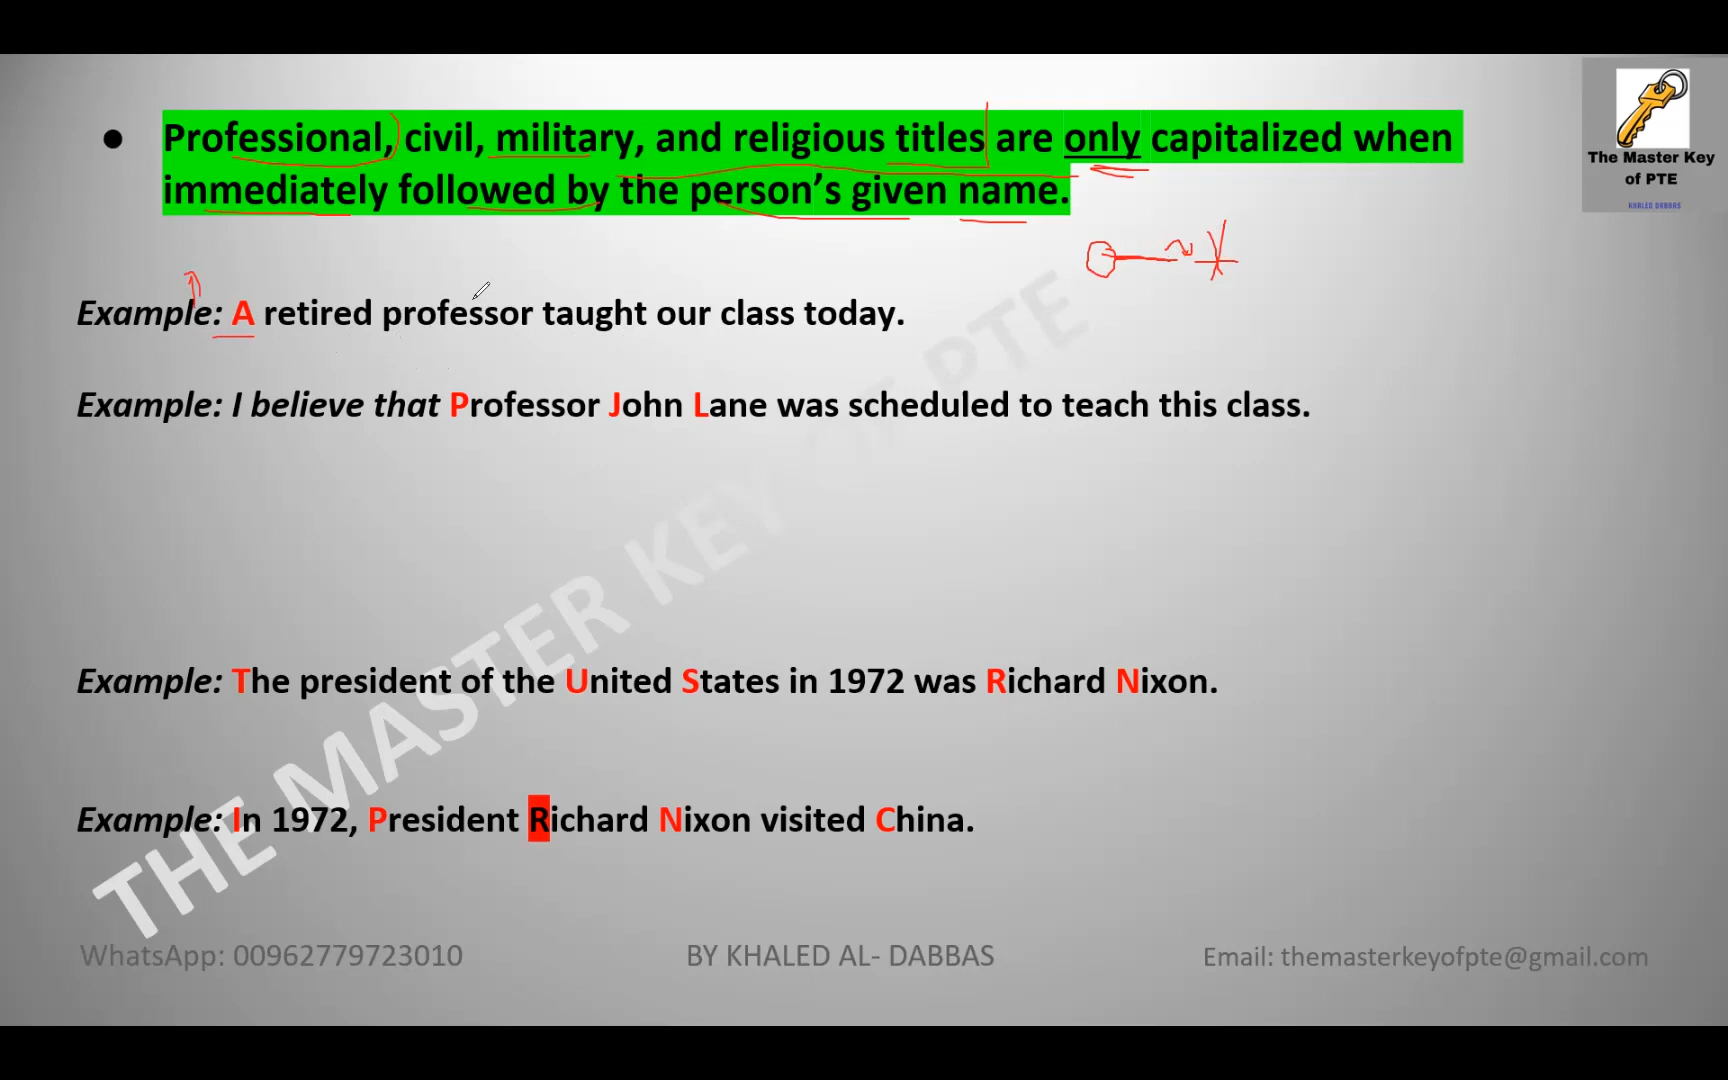 Professional, civil, military, and religious titles are only capitalized when
immediately followed by the person’s given name.
The Master Key
of PTE
KHALED DABBAS
Example: A retired professor taught our class today.
Example: I believe that Professor John Lane was scheduled to teach this class.
THE MASTER KEY OF PTE
Example: The president of the United States in 1972 was Richard Nixon.
Example: In 1972, President Richard Nixon visited China.
WhatsApp: 00962779723010
BY KHALED AL- DABBAS
Email: themasterkeyofpte@gmail.com